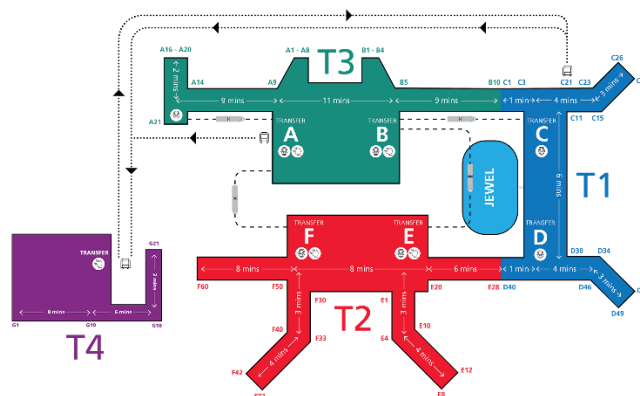 A16 - A20
A1 - A8
B1 - B4
T3
C26
2 mins
A14
A9
B5
B10
C1
C3
C21
C23
3 mins
9 mins
11 mins
9 mins
1 min
4 mins
A21
C11
C15
TRANSFER
A
TRANSFER
B
TRANSFER
C
JEWEL
6 mins
T1
TRANSFER
F
TRANSFER
E
TRANSFER
D
TRANSFER
G21
D30
D34
8 mins
8 mins
6 mins
1 min
4 mins
2 mins
3 mins
F60
F50
F30
E1
E20
E28
D40
D46
T2
D49
8 mins
6 mins
3 mins
3 mins
G1
G10
G18
F40
F33
E4
E10
T4
4 mins
4 mins
F42
E12
E8